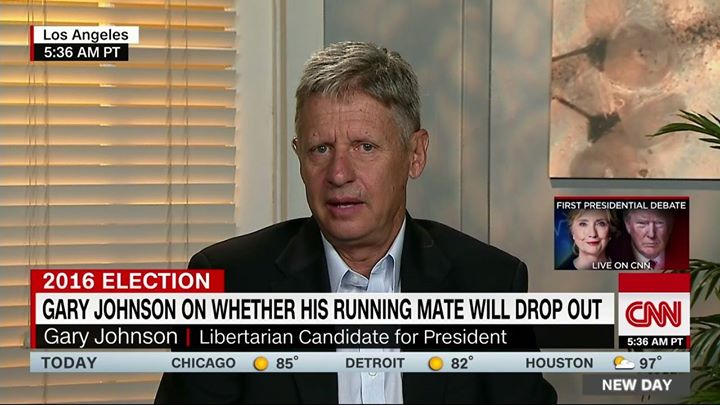 Los Angeles
5:36 AM PT
FIRST PRESIDENTIAL DEBATE
LIVE ON CNN
2016 ELECTION
GARY JOHNSON ON WHETHER HIS RUNNING MATE WILL DROP OUT
Gary Johnson | Libertarian Candidate for President
CNN
5:36 AM PT
TODAY CHICAGO 85° DETROIT 82° HOUSTON 97°
NEW DAY